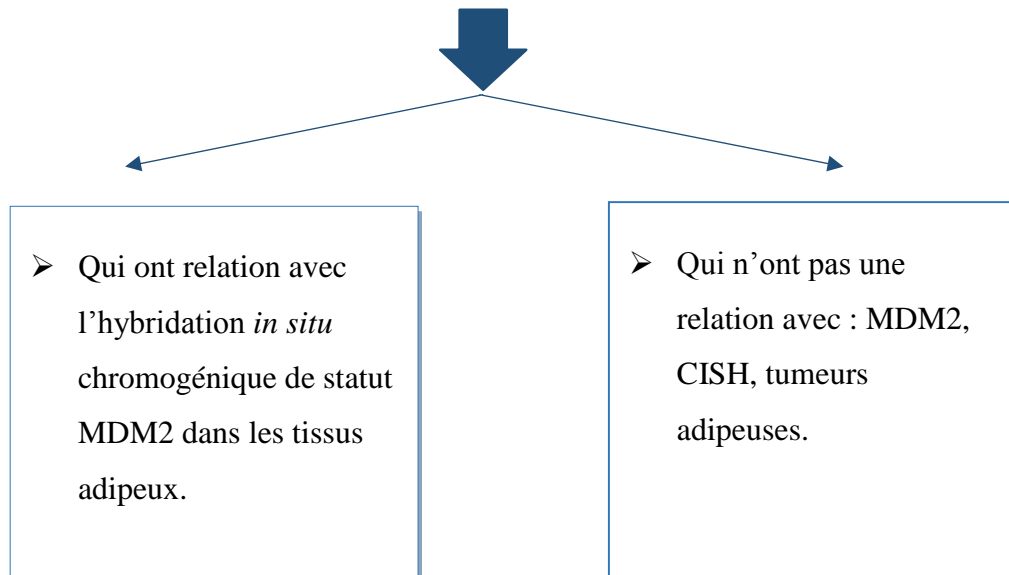 ➢ Qui ont relation avec
l’hybridation in situ
chromogénique de statut
MDM2 dans les tissus
adipeux.
➢ Qui n’ont pas une
relation avec : MDM2,
CISH, tumeurs
adipeuses.